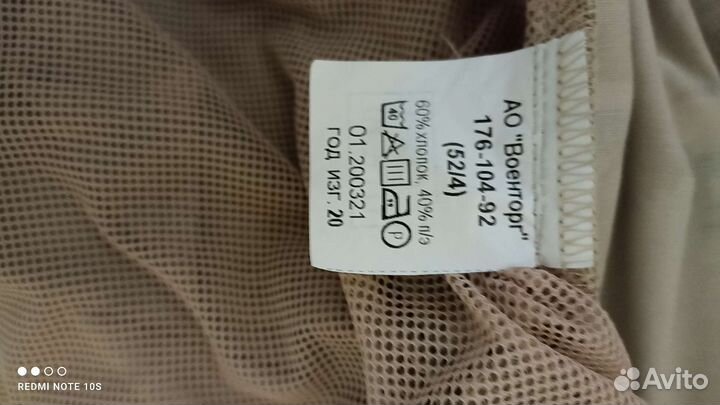 АО "Военторг"
176-104-92
(52/4)
60% хлопок, 40% п/э
40
P
01.200321
год изг. 20
REDMI NOTE 10S
Avito